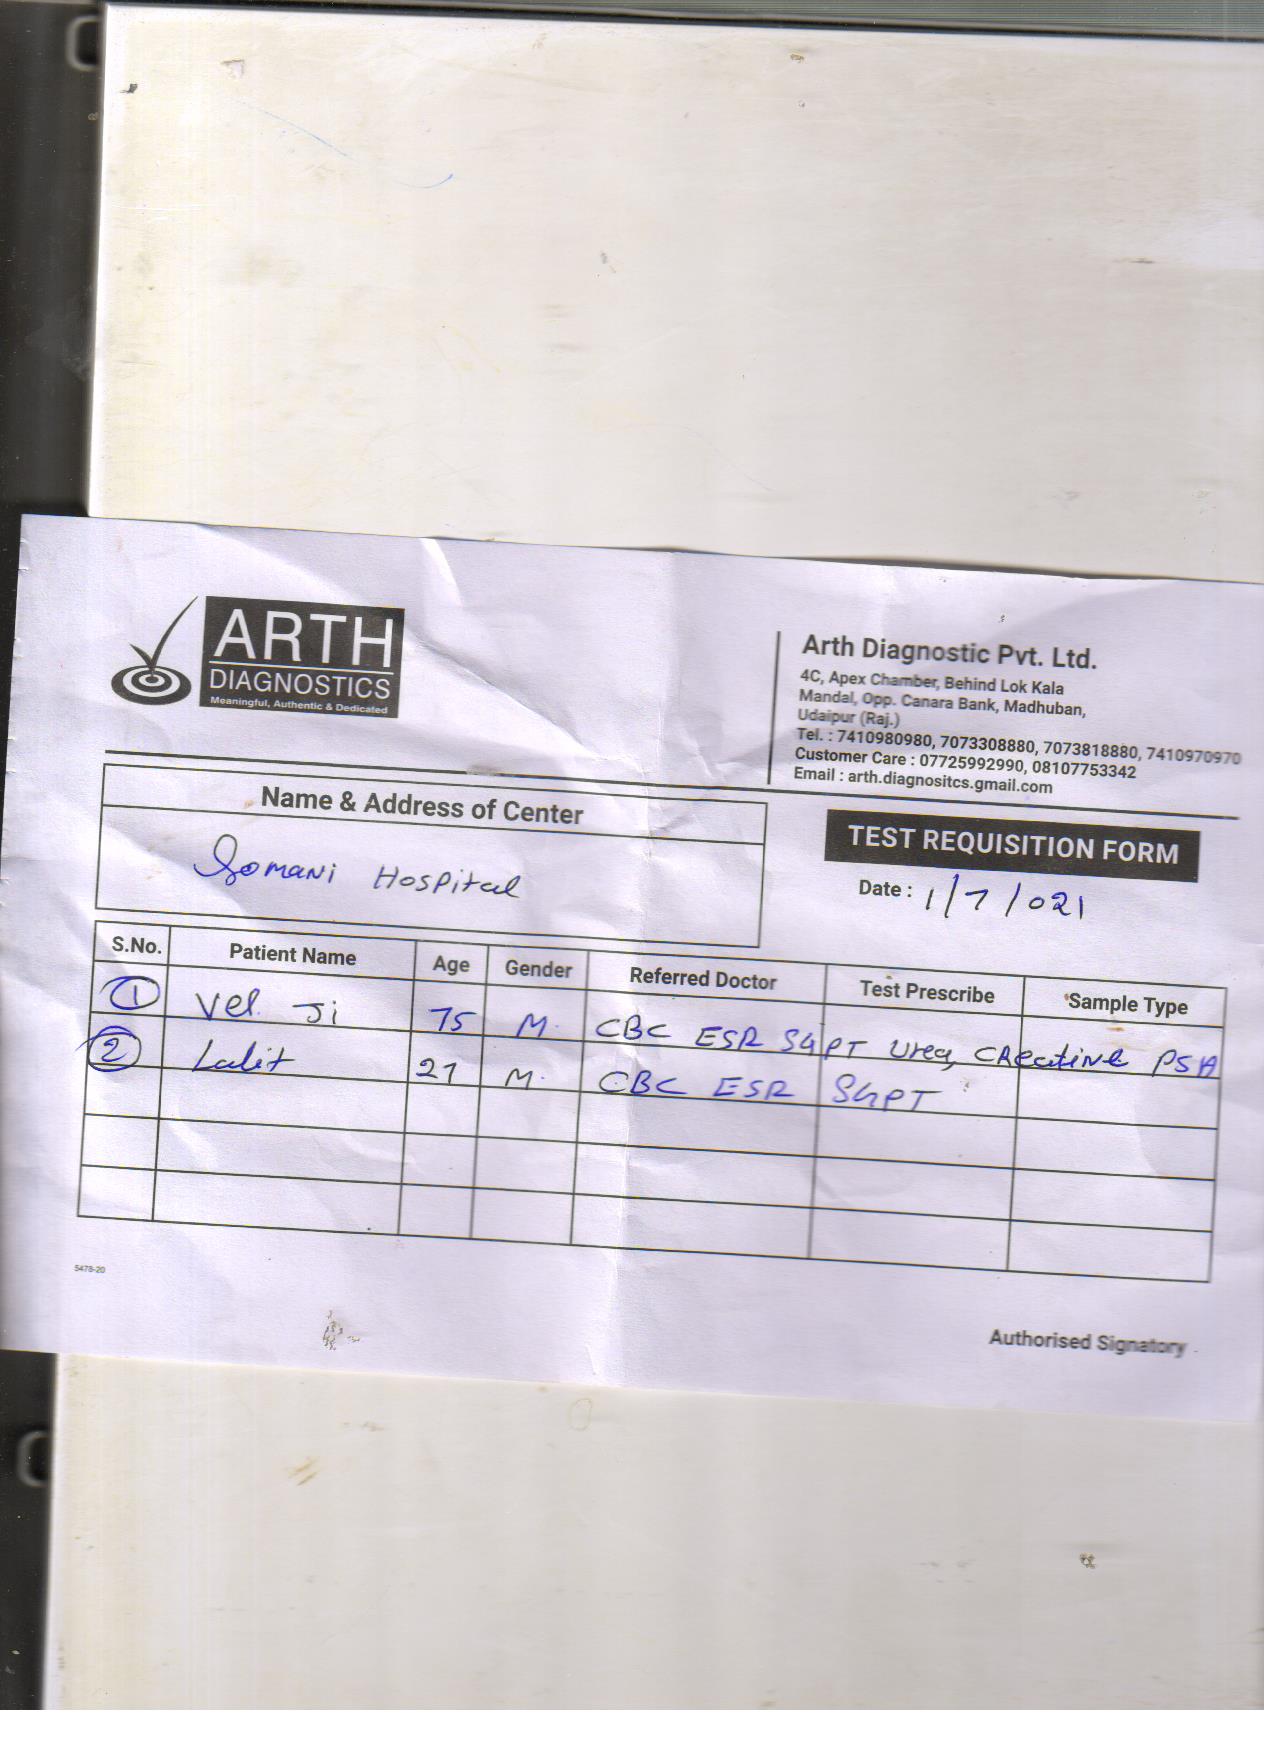 ARTH
DIAGNOSTICS
Meaningful, Authentic & Dedicated
Arth Diagnostic Pvt. Ltd.
4C, Apex Chamber, Behind Lok Kala
Mandal, Opp. Canara Bank, Madhuban,
Udaipur (Raj.)
Tel. : 7410980980, 7073308880, 7073818880, 7410970970
Customer Care : 07725992990, 08107753342
Email : arth.diagnositcs.gmail.com
Name & Address of Center
Somani Hospital
TEST REQUISITION FORM
Date : 1/7/021
S.No. Patient Name Age Gender Referred Doctor Test Prescribe Sample Type
1 Vel Ji 75 M. CBC ESR SGPT Urea, CReatine PSA
2 Lalit 21 M. CBC ESR SGPT
5478-20
Authorised Signatory